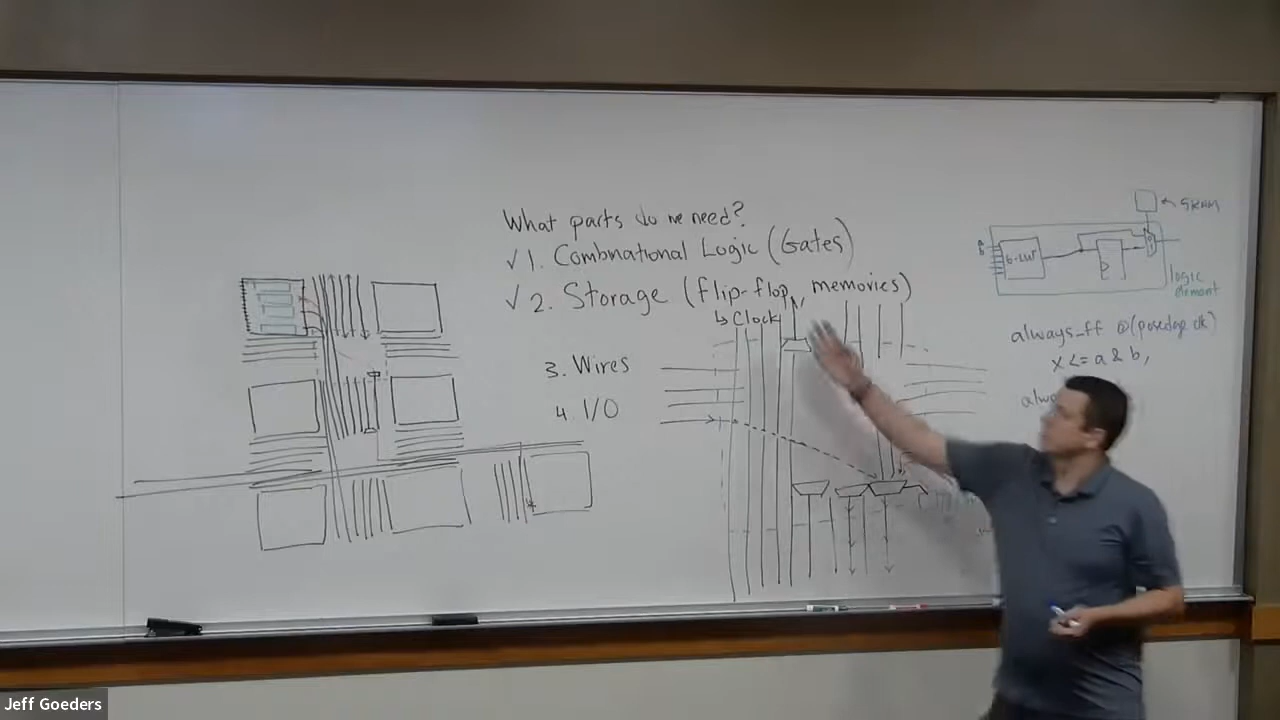 What parts do we need?
✓ 1. Combnational Logic (Gates)
✓ 2. Storage (flip-flop, memories)
↳ Clock
3. Wires
4. I/O
SRAM
6-LUT
logic
element
always_ff @(posedge clk)
x <= a & b,
Jeff Goeders